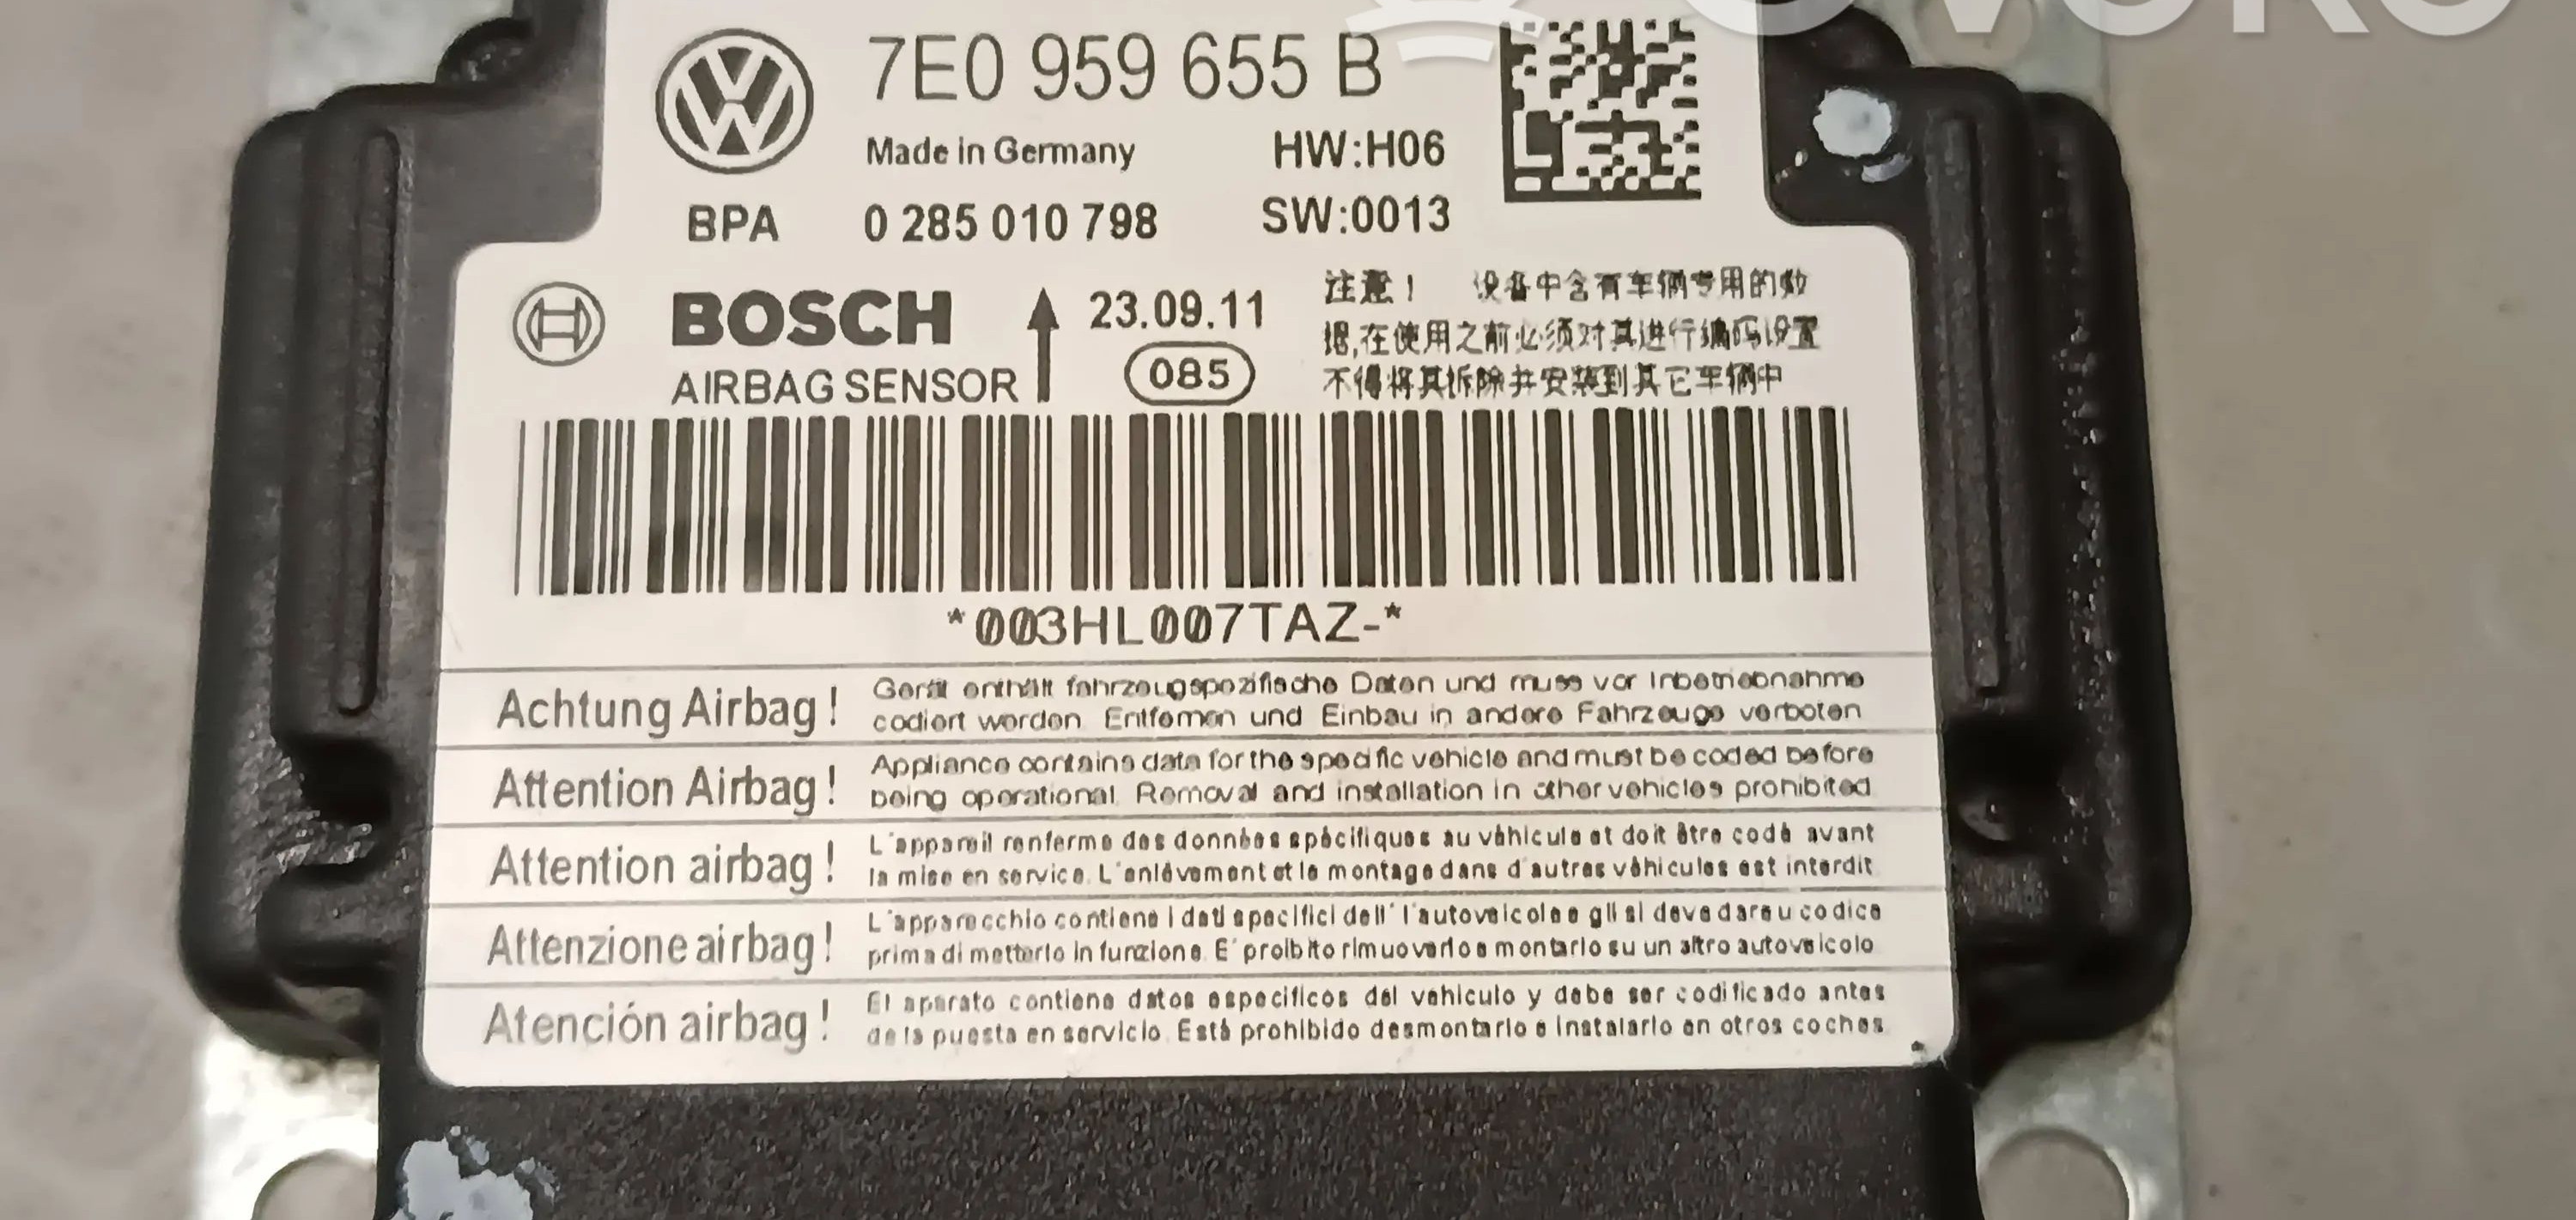 OVOKO
7E0 959 655 B
Made in Germany HW:H06
BPA 0 285 010 798 SW:0013
BOSCH 23.09.11
AIRBAG SENSOR 085
注意！ 设备中含有车辆专用的数
据,在使用之前必须对其进行编码设置
不得将其拆除并安装到其它车辆中
*003HL007TAZ-*
Achtung Airbag! Gerät enthält fahrzeugspezifische Daten und muss vor Inbetriebnahme
codiert werden. Entfernen und Einbau in andere Fahrzeuge verboten
Attention Airbag! Appliance contains data for the specific vehicle and must be coded before
being operational. Removal and installation in other vehicles prohibited
Attention airbag! L'appareil renferme des données spécifiques au véhicule et doit être codé avant
la mise en service. L'enlèvement et le montage dans d'autres véhicules est interdit
Attenzione airbag! L'apparecchio contiene i dati specifici dell' l'autoveicolo e gli si deve dare u codice
prima di metterlo in funzione. E' proibito rimuoverlo e montarlo su un altro autoveicolo
Atención airbag! El aparato contiene datos especificos del vehiculo y debe ser codificado antes
de la puesta en servicio. Está prohibido desmontarlo e instalarlo en otros coches